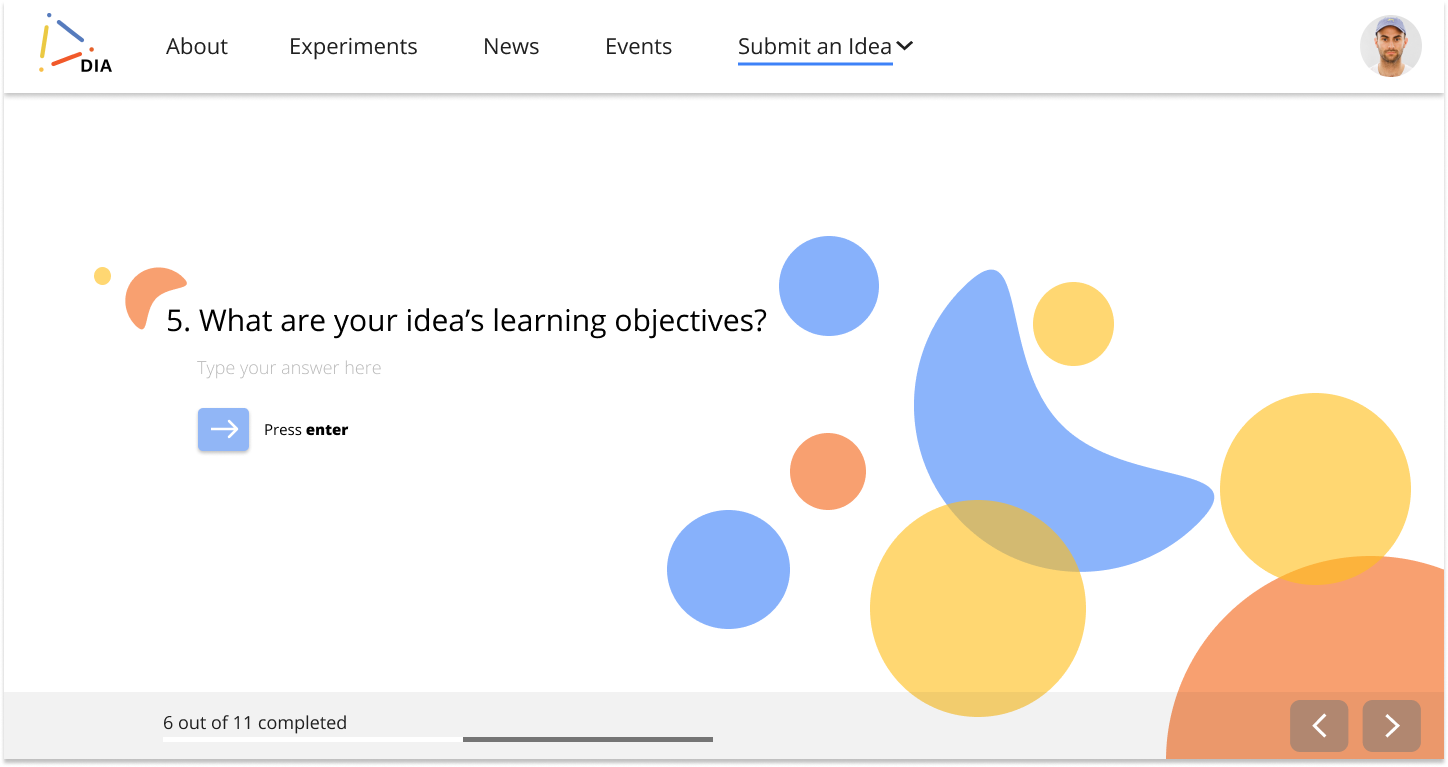 DIA
About Experiments News Events Submit an Idea
5. What are your idea’s learning objectives?
Type your answer here
Press enter
6 out of 11 completed